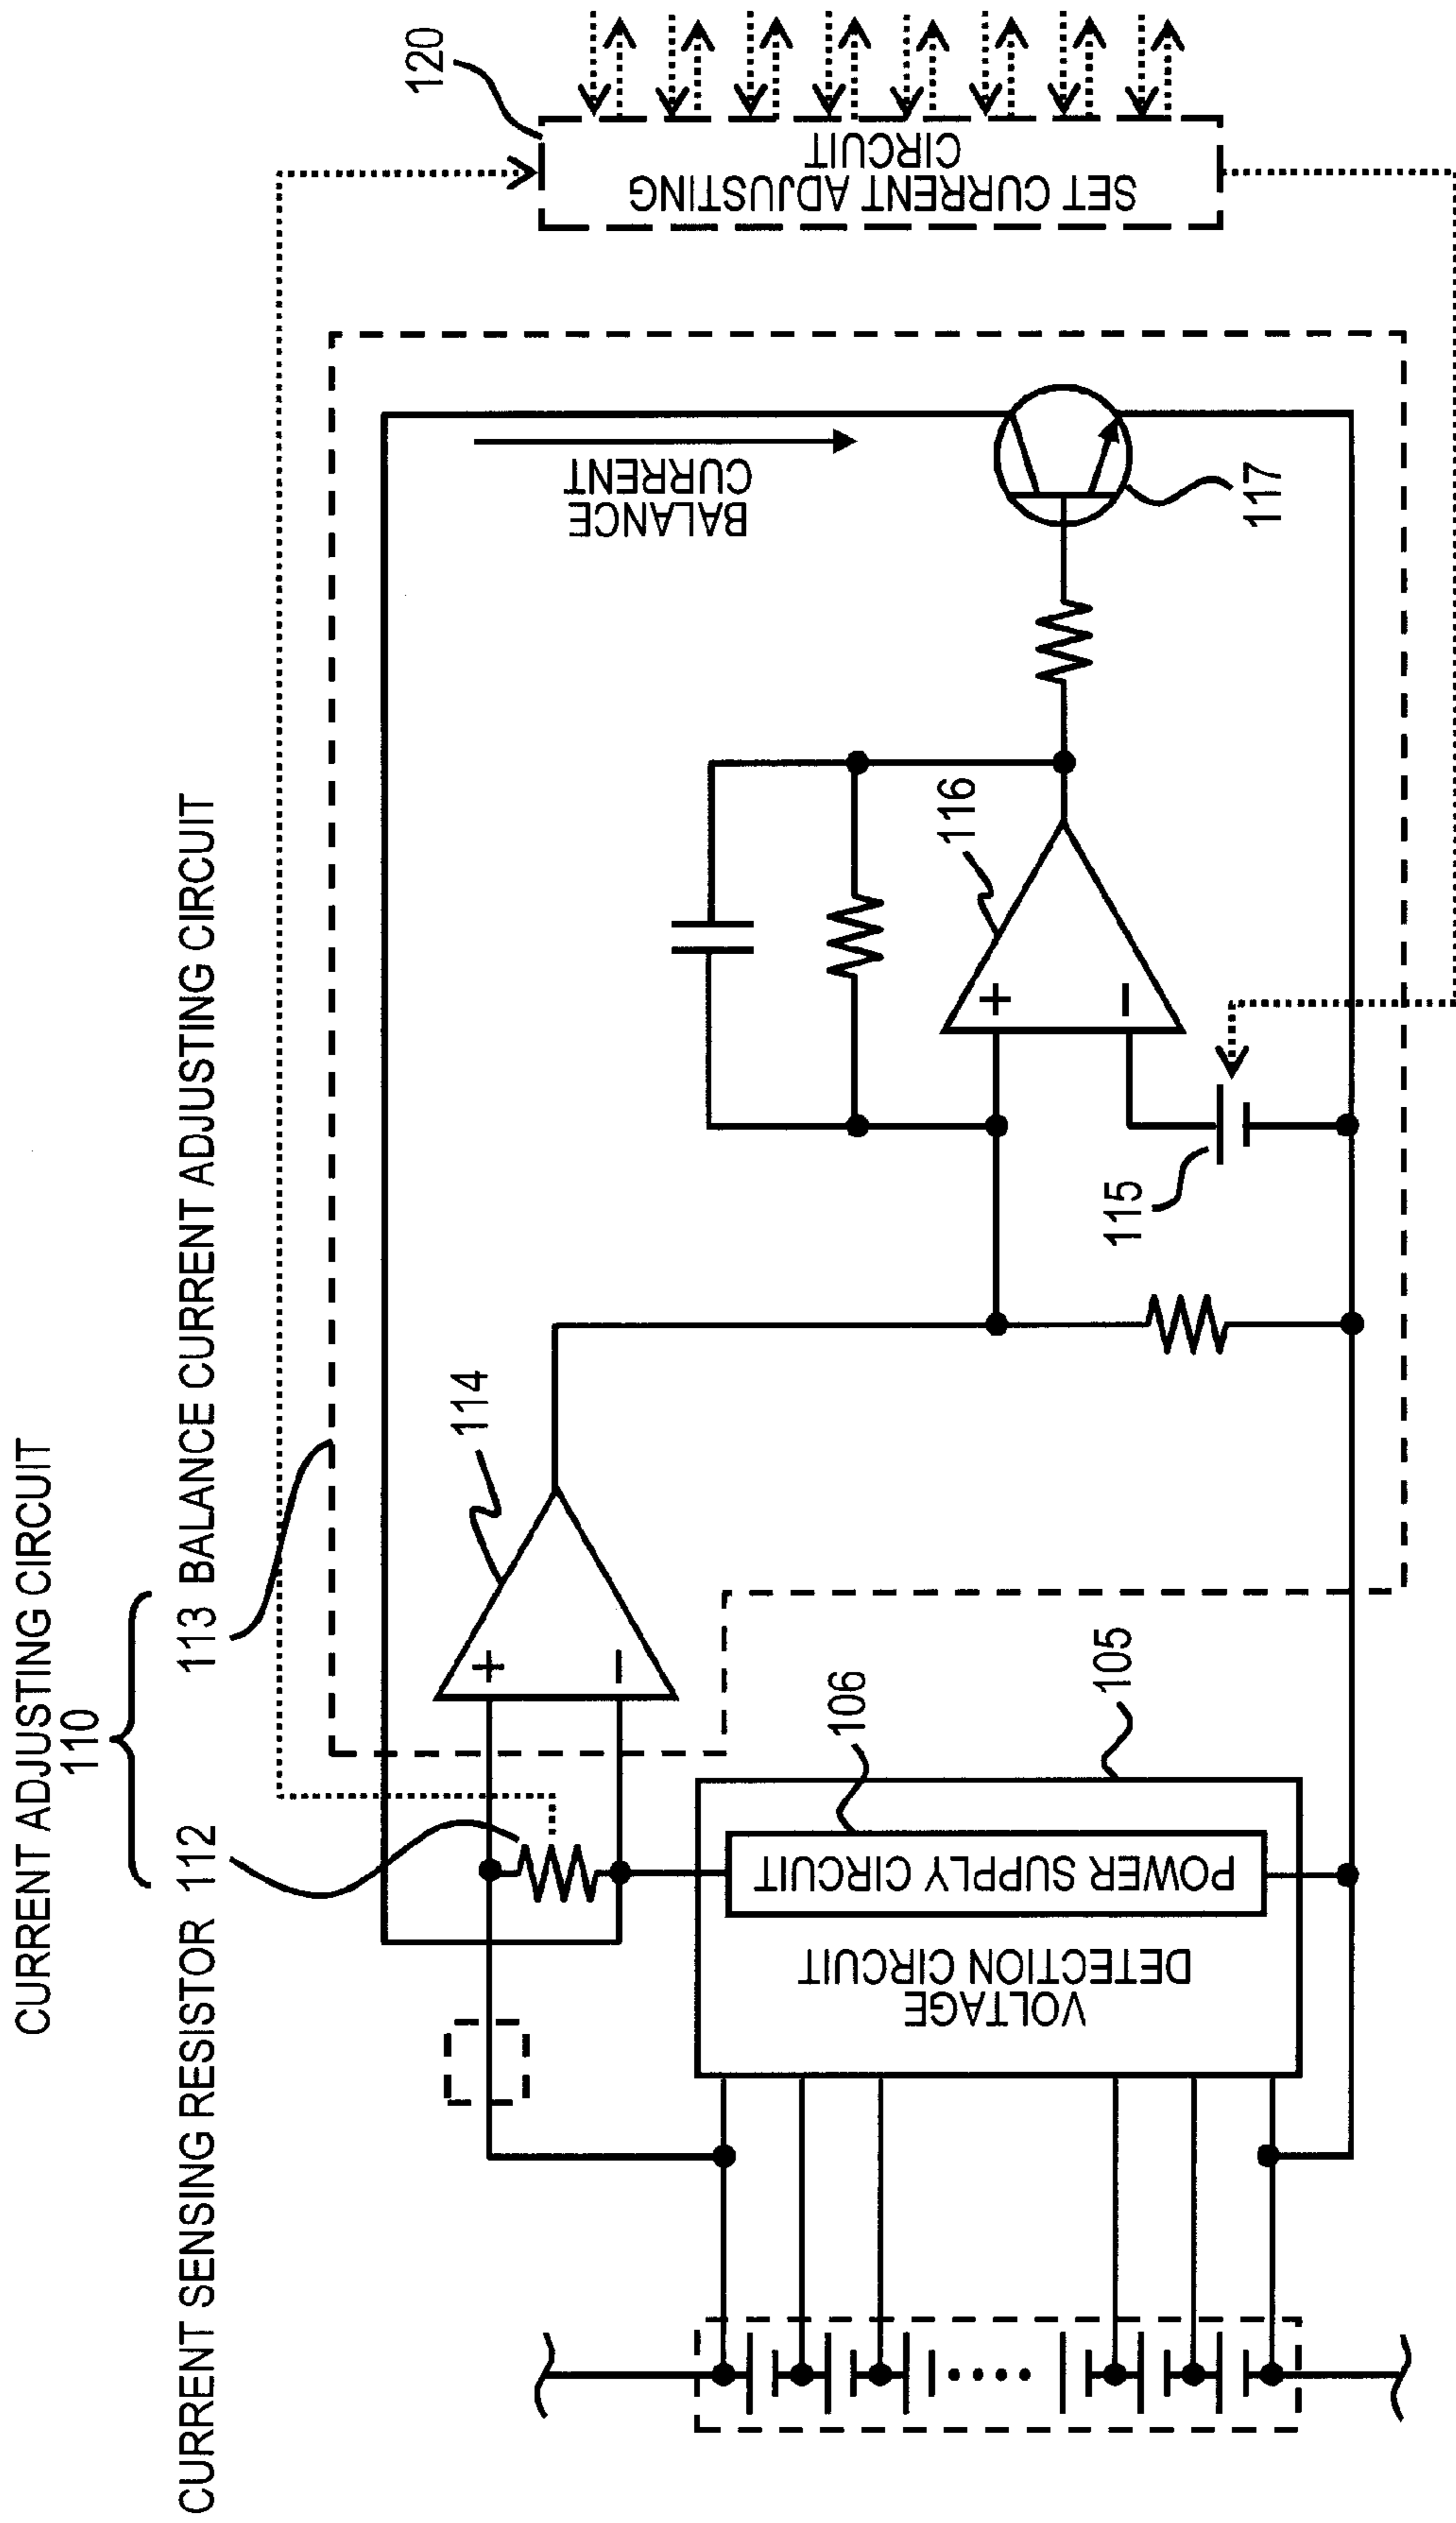 CURRENT ADJUSTING CIRCUIT
110
CURRENT SENSING RESISTOR 112
113 BALANCE CURRENT ADJUSTING CIRCUIT
120
SET CURRENT ADJUSTING
CIRCUIT
114
+
−
BALANCE
CURRENT
116
+
−
117
115
106
105
POWER SUPPLY CIRCUIT
VOLTAGE
DETECTION CIRCUIT